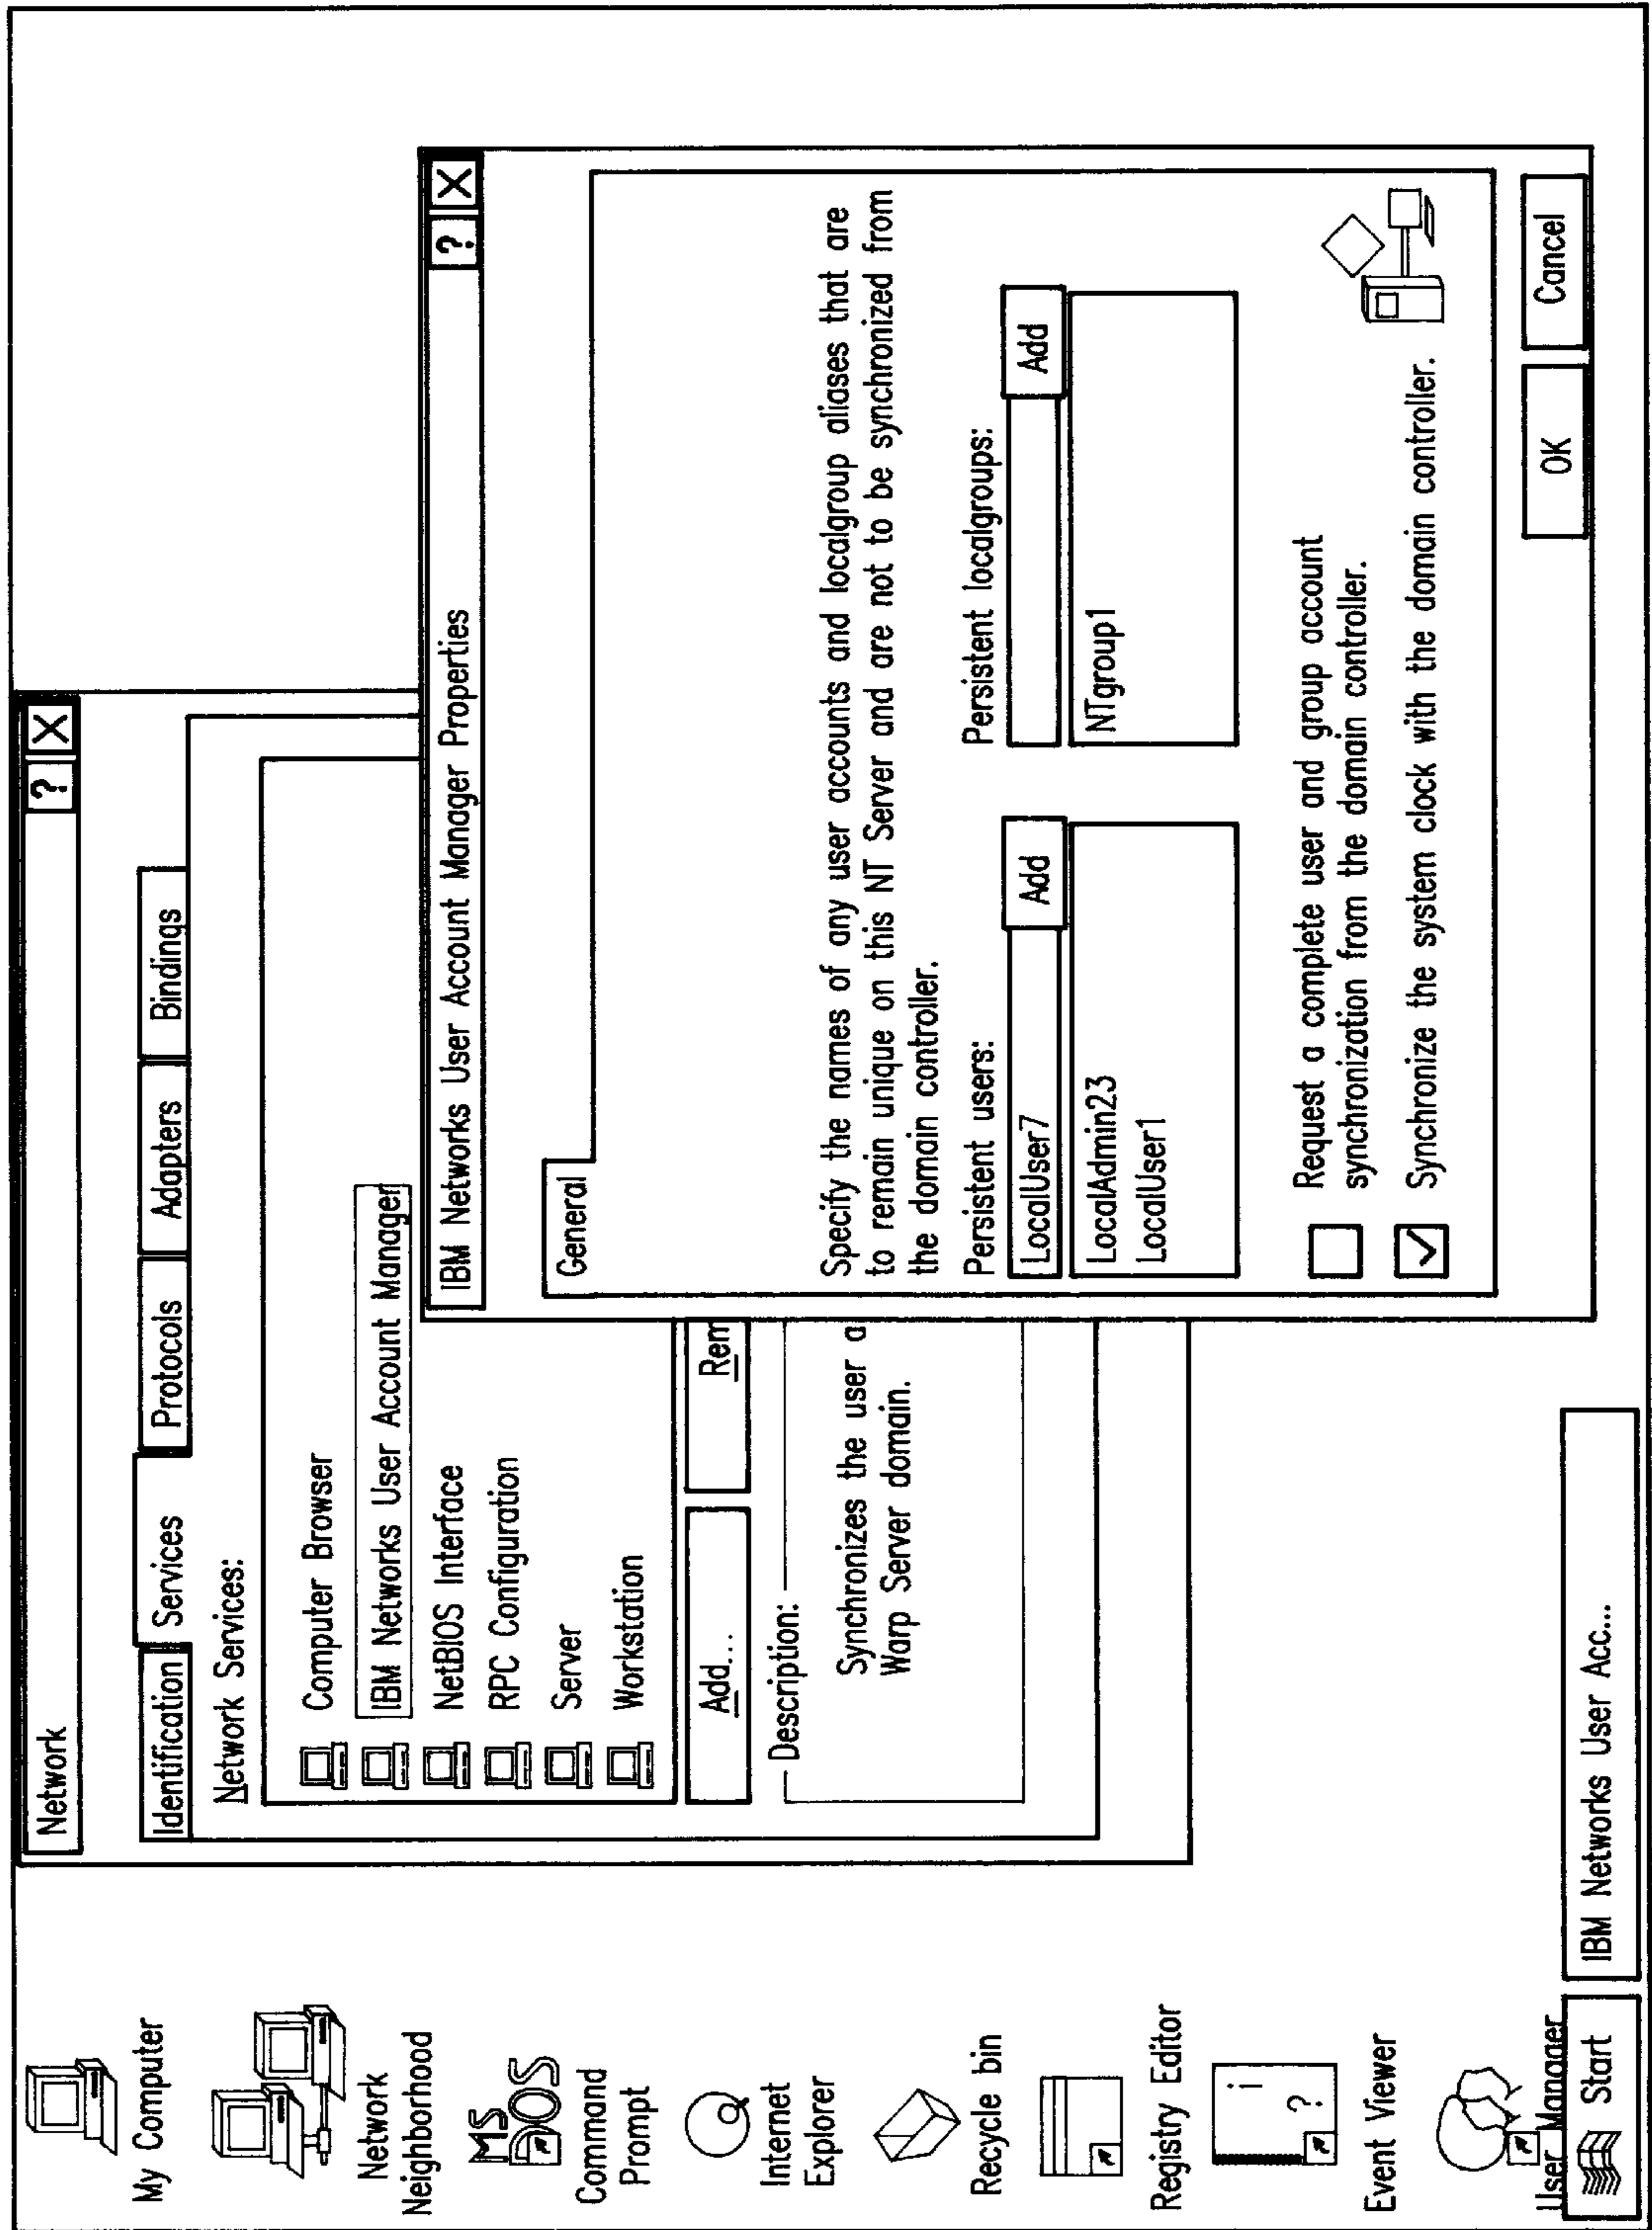 My Computer
Network
Neighborhood
MS
DOS
Command
Prompt
Internet
Explorer
Recycle bin
Registry Editor
?
i
Event Viewer
User Manager
Start
IBM Networks User Acc...
Network
? X
Identification Services Protocols Adapters Bindings
Network Services:
Computer Browser
IBM Networks User Account Manager
NetBIOS Interface
RPC Configuration
Server
Workstation
Add... Rem
Description:
Synchronizes the user a
Warp Server domain.
IBM Networks User Account Manager Properties
? X
General
Specify the names of any user accounts and localgroup aliases that are
to remain unique on this NT Server and are not to be synchronized from
the domain controller.
Persistent users: Persistent localgroups:
LocalUser7 Add Add
LocalAdmin23 NTgroup1
LocalUser1
Request a complete user and group account
synchronization from the domain controller.
Synchronize the system clock with the domain controller.
OK Cancel